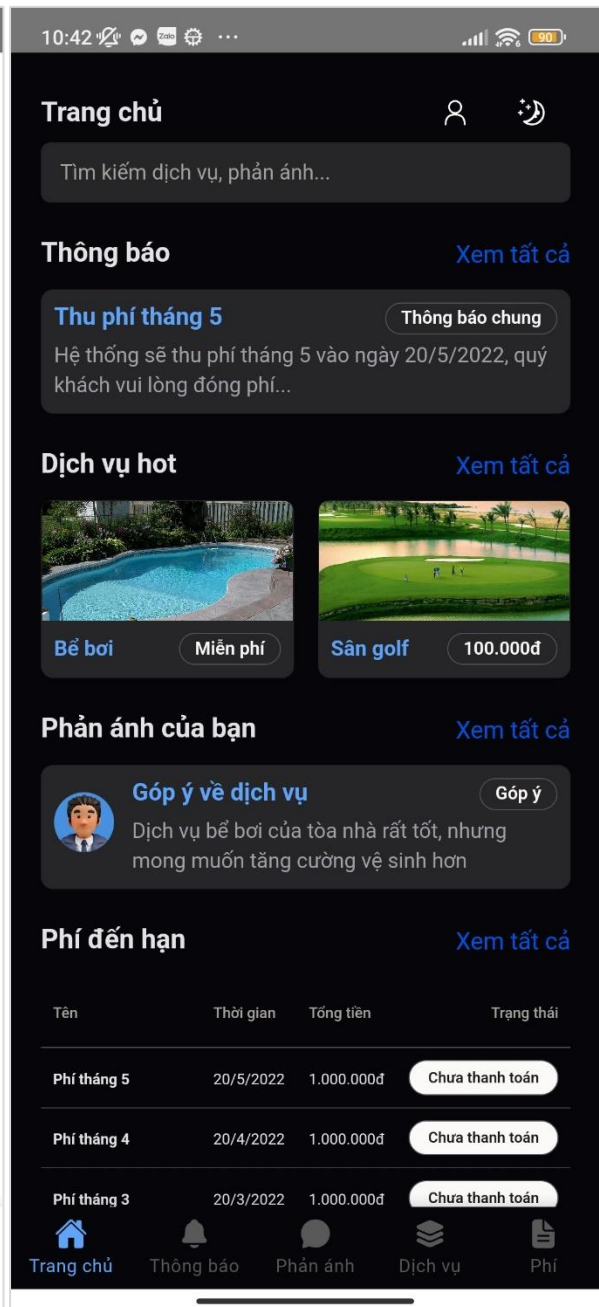 10:42 Zalo ... 90
Trang chủ
Tìm kiếm dịch vụ, phản ánh...
Thông báo Xem tất cả
Thu phí tháng 5 Thông báo chung
Hệ thống sẽ thu phí tháng 5 vào ngày 20/5/2022, quý
khách vui lòng đóng phí...
Dịch vụ hot Xem tất cả
Bể bơi Miễn phí Sân golf 100.000đ
Phản ánh của bạn Xem tất cả
Góp ý về dịch vụ Góp ý
Dịch vụ bể bơi của tòa nhà rất tốt, nhưng
mong muốn tăng cường vệ sinh hơn
Phí đến hạn Xem tất cả
Tên Thời gian Tổng tiền Trạng thái
Phí tháng 5 20/5/2022 1.000.000đ Chưa thanh toán
Phí tháng 4 20/4/2022 1.000.000đ Chưa thanh toán
Phí tháng 3 20/3/2022 1.000.000đ Chưa thanh toán
Trang chủ Thông báo Phản ánh Dịch vụ Phí